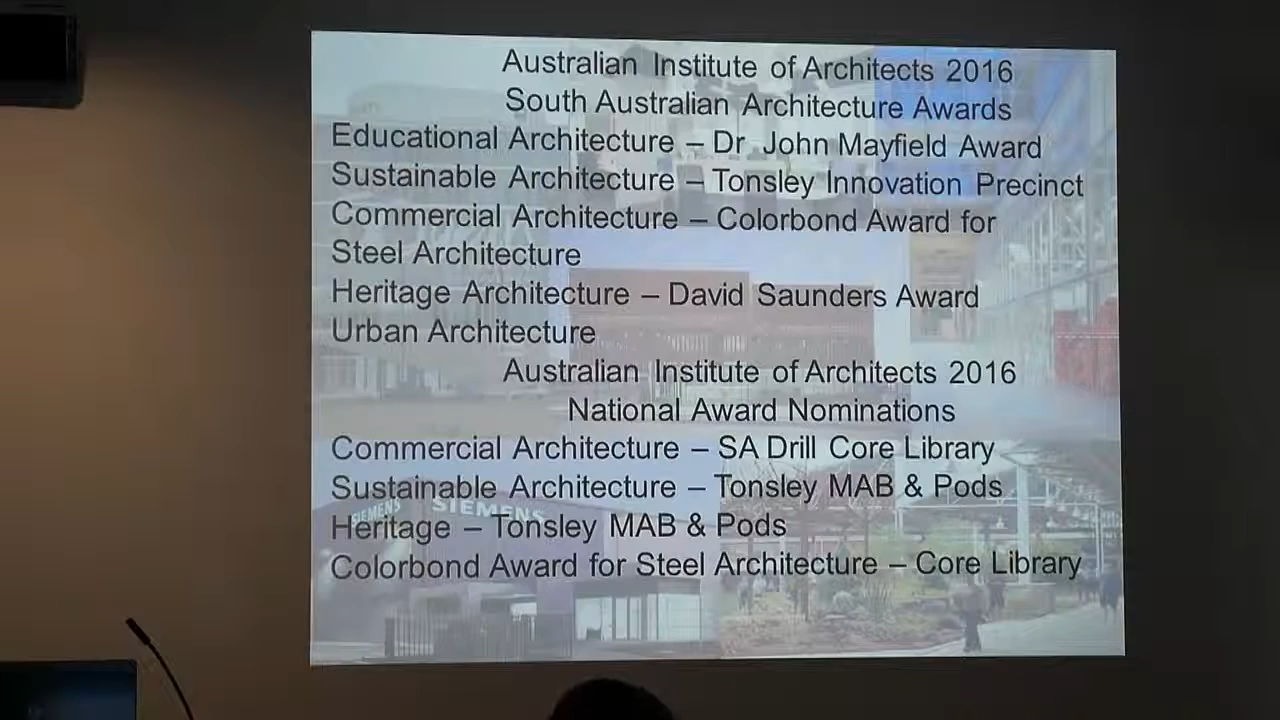 Australian Institute of Architects 2016
South Australian Architecture Awards
Educational Architecture – Dr John Mayfield Award
Sustainable Architecture – Tonsley Innovation Precinct
Commercial Architecture – Colorbond Award for
Steel Architecture
Heritage Architecture – David Saunders Award
Urban Architecture
Australian Institute of Architects 2016
National Award Nominations
Commercial Architecture – SA Drill Core Library
Sustainable Architecture – Tonsley MAB & Pods
SIEMENS SIEMENS
Heritage – Tonsley MAB & Pods
Colorbond Award for Steel Architecture – Core Library